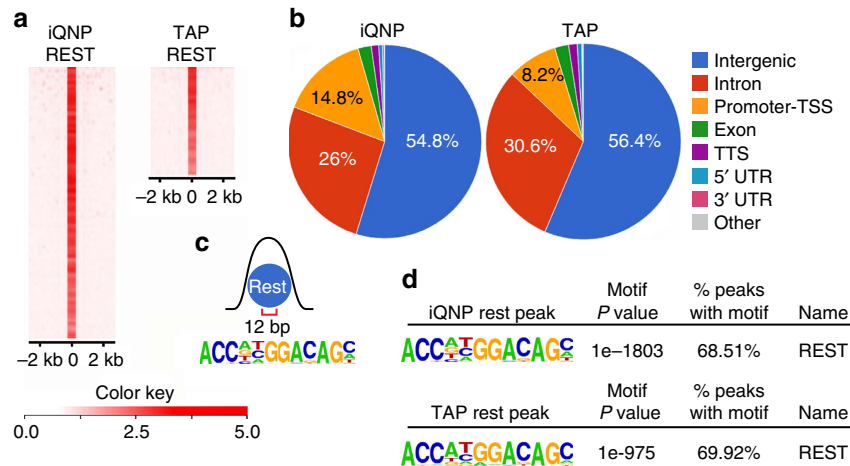 a
iQNP
REST
TAP
REST
−2 kb 0 2 kb
−2 kb 0 2 kb
Color key
0.0 2.5 5.0
b
iQNP
TAP
14.8%
26%
54.8%
8.2%
30.6%
56.4%
Intergenic
Intron
Promoter-TSS
Exon
TTS
5′ UTR
3′ UTR
Other
c
Rest
12 bp
ACCATGGACAGC
d
iQNP rest peak
Motif
P value
% peaks
with motif
Name
ACCATGGACAGC
1e–1803
68.51%
REST
TAP rest peak
Motif
P value
% peaks
with motif
Name
ACCATGGACAGC
1e-975
69.92%
REST